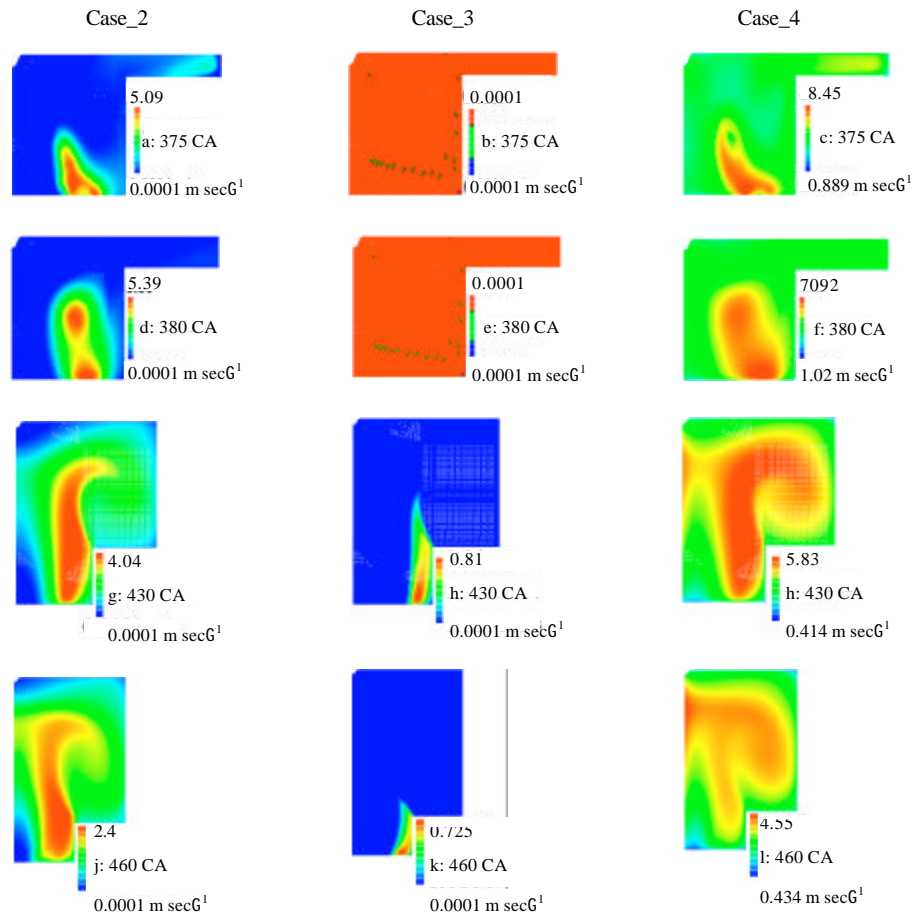 Case_2 Case_3 Case_4
5.09 0.0001 8.45
a: 375 CA b: 375 CA c: 375 CA
0.0001 m secG¹ 0.0001 m secG¹ 0.889 m secG¹
5.39 0.0001 7092
d: 380 CA e: 380 CA f: 380 CA
0.0001 m secG¹ 0.0001 m secG¹ 1.02 m secG¹
4.04 0.81 5.83
g: 430 CA h: 430 CA h: 430 CA
0.0001 m secG¹ 0.0001 m secG¹ 0.414 m secG¹
2.4 0.725 4.55
j: 460 CA k: 460 CA l: 460 CA
0.0001 m secG¹ 0.0001 m secG¹ 0.434 m secG¹